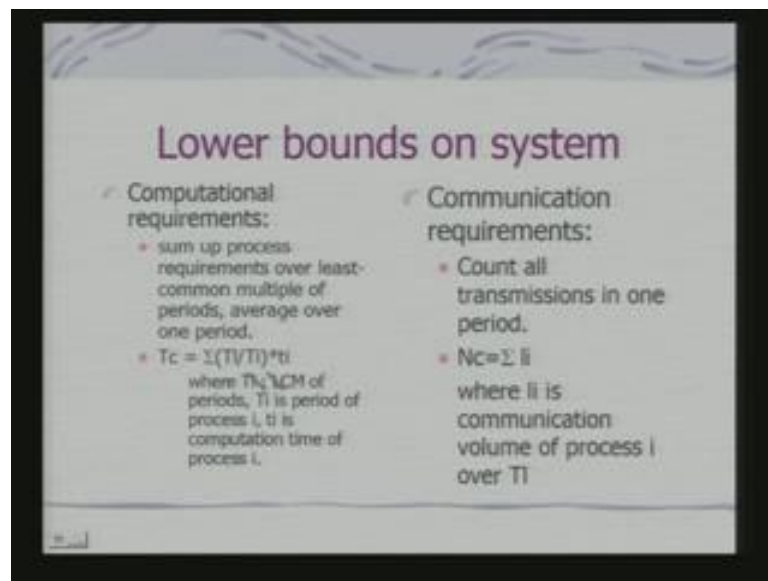 Lower bounds on system
Computational
requirements:
sum up process
requirements over least-
common multiple of
periods, average over
one period.
Tc = Σ(Tl/Ti)*ti
where CM of
periods, Ti is period of
process i, ti is
computation time of
process i.
Communication
requirements:
Count all
transmissions in one
period.
Nc=Σ li
where li is
communication
volume of process i
over Tl